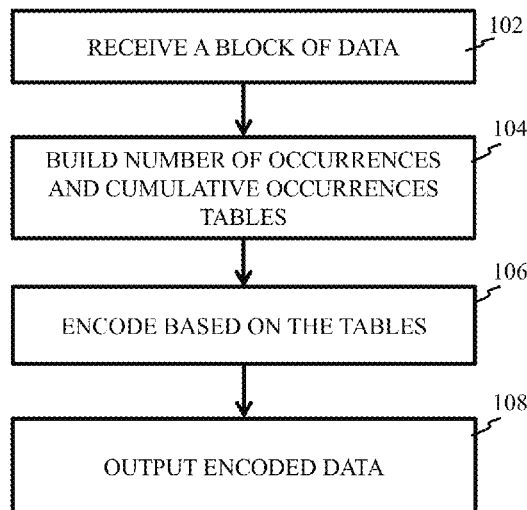 102
RECEIVE A BLOCK OF DATA
104
BUILD NUMBER OF OCCURRENCES
AND CUMULATIVE OCCURRENCES
TABLES
106
ENCODE BASED ON THE TABLES
108
OUTPUT ENCODED DATA